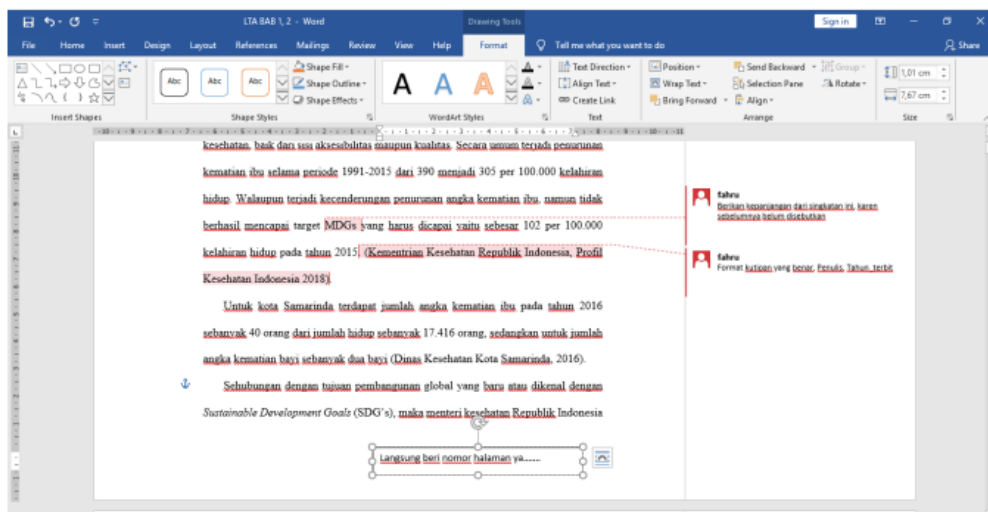 LTA BAB 1, 2 - Word
Drawing Tools
Sign in
File Home Insert Design Layout References Mailings Review View Help Format Tell me what you want to do Share
Abc Abc Abc
Shape Fill
Shape Outline
Shape Effects
A A A
Text Direction
Align Text
Create Link
Position
Wrap Text
Bring Forward
Send Backward
Selection Pane
Align
Group
Rotate
1,01 cm
7,67 cm
Insert Shapes Shape Styles WordArt Styles Text Arrange Size
kesehatan, baik dari sisi aksesibilitas maupun kualitas. Secara umum terjadi penurunan
kematian ibu selama periode 1991-2015 dari 390 menjadi 305 per 100.000 kelahiran
hidup. Walaupun terjadi kecenderungan penurunan angka kematian ibu, namun tidak
berhasil mencapai target MDGs yang harus dicapai yaitu sebesar 102 per 100.000
kelahiran hidup pada tahun 2015. (Kementrian Kesehatan Republik Indonesia, Profil
Kesehatan Indonesia 2018)
Untuk kota Samarinda terdapat jumlah angka kematian ibu pada tahun 2016
sebanyak 40 orang dari jumlah hidup sebanyak 17.416 orang, sedangkan untuk jumlah
angka kematian bayi sebanyak dua bayi (Dinas Kesehatan Kota Samarinda, 2016).
Sehubungan dengan tujuan pembangunan global yang baru atau dikenal dengan
Sustainable Development Goals (SDG's), maka menteri kesehatan Republik Indonesia
Langsung beri nomor halaman ya.......
fahru
Berikan kepanjangan dari singkatan ini, karen
sebelumnya belum disebutkan
fahru
Format kutipan yang benar, Penulis, Tahun_terbit